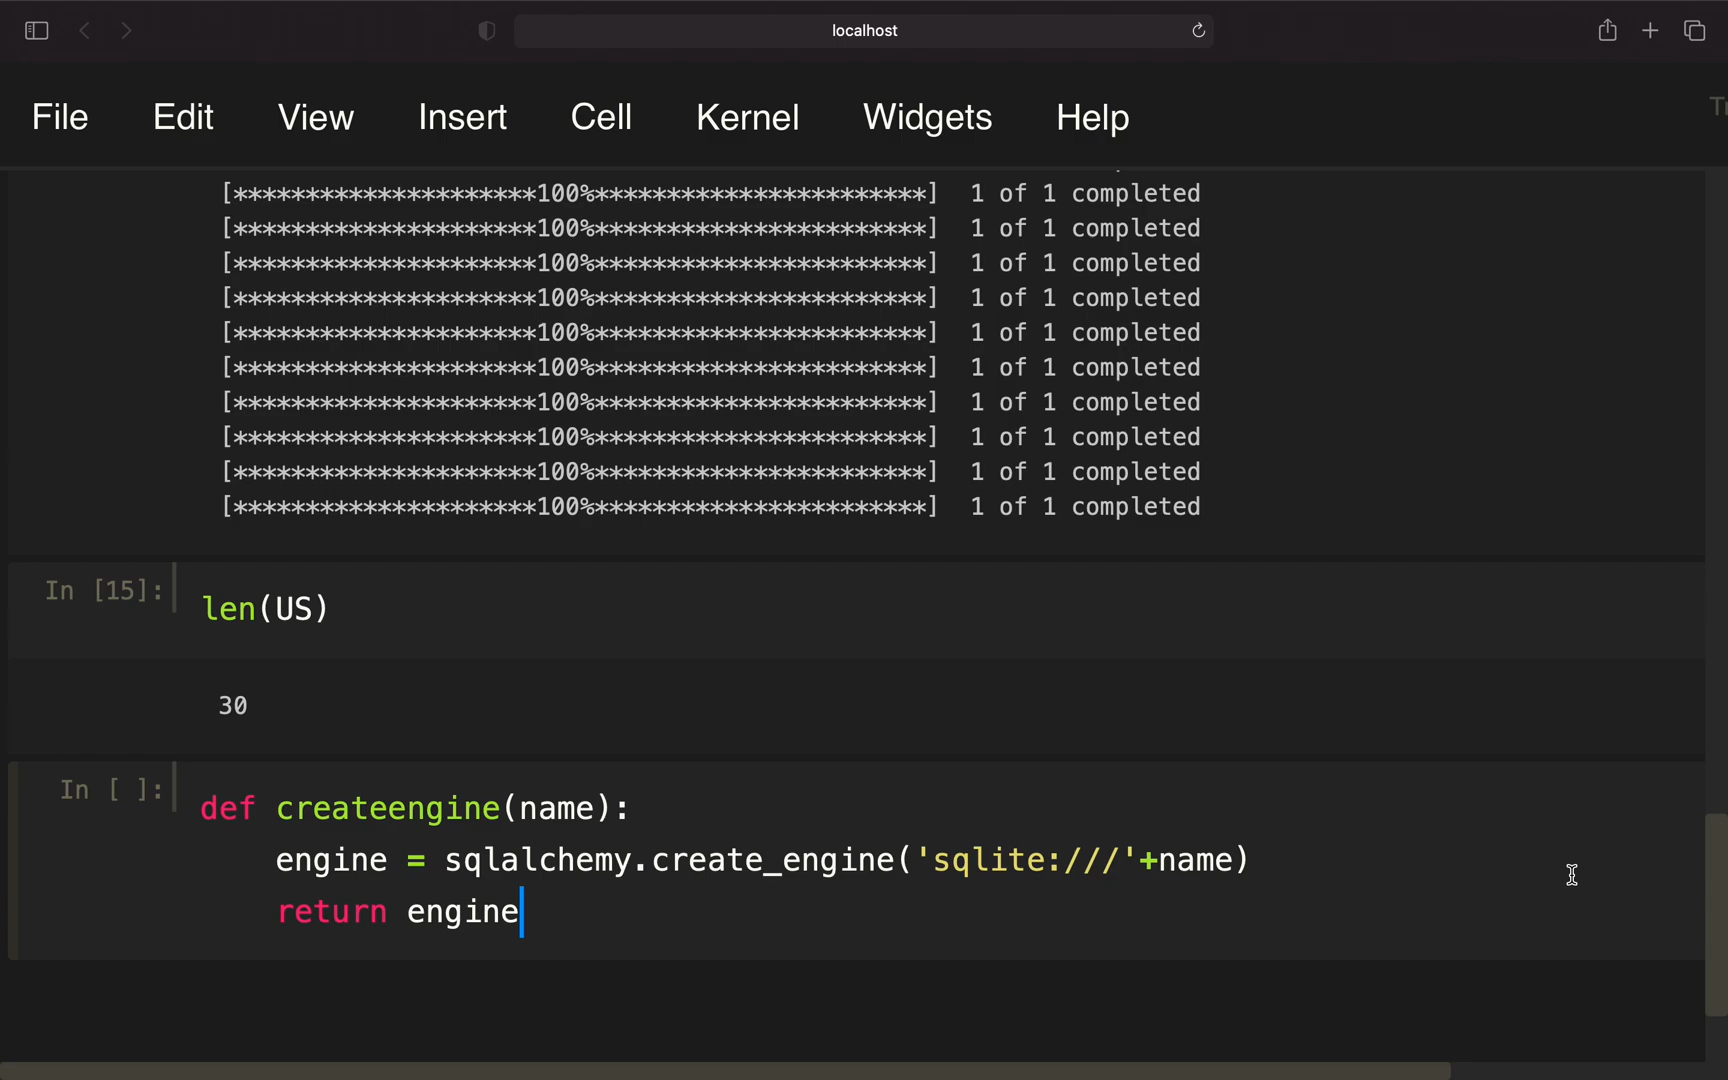 localhost
File Edit View Insert Cell Kernel Widgets Help
[*********************100%***********************]  1 of 1 completed
[*********************100%***********************]  1 of 1 completed
[*********************100%***********************]  1 of 1 completed
[*********************100%***********************]  1 of 1 completed
[*********************100%***********************]  1 of 1 completed
[*********************100%***********************]  1 of 1 completed
[*********************100%***********************]  1 of 1 completed
[*********************100%***********************]  1 of 1 completed
[*********************100%***********************]  1 of 1 completed
[*********************100%***********************]  1 of 1 completed
In [15]: len(US)
30
In [ ]: def createengine(name):
engine = sqlalchemy.create_engine('sqlite:///'+name)
return engine